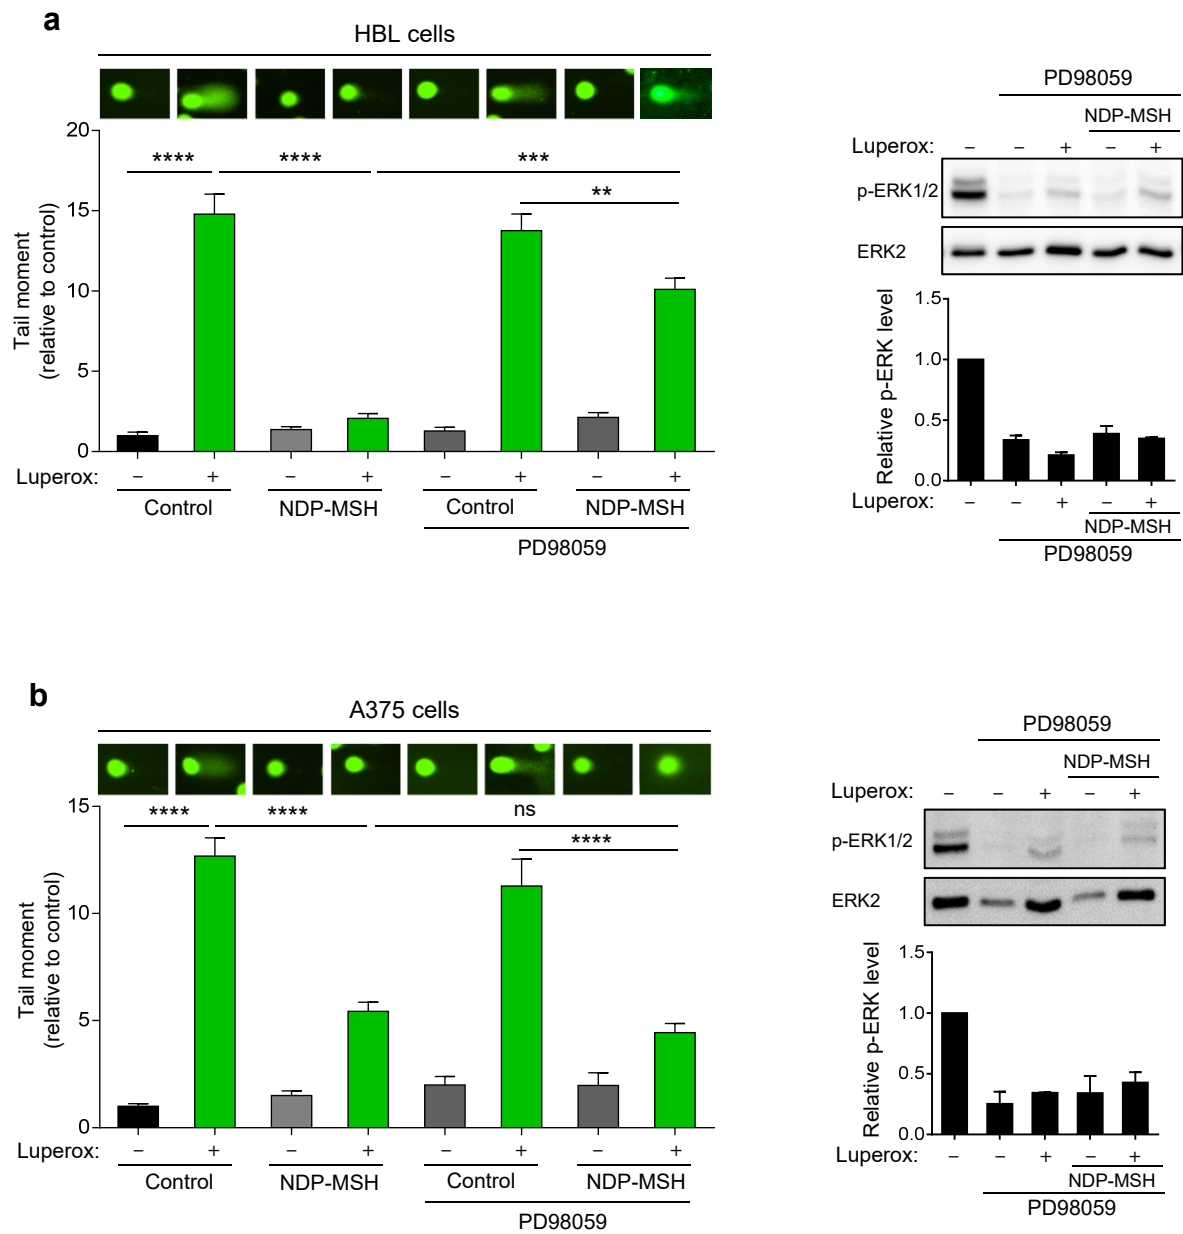 a
HBL cells
20
15
10
5
0
Tail moment
(relative to control)
****
****
***
**
Luperox: – + – + – + – +
Control NDP-MSH Control NDP-MSH
PD98059
PD98059
NDP-MSH
Luperox: – – + – +
p-ERK1/2
ERK2
1.5
1.0
0.5
0.0
Relative p-ERK level
Luperox: – – + – +
NDP-MSH
PD98059
b
A375 cells
15
10
5
0
Tail moment
(relative to control)
****
****
ns
****
Luperox: – + – + – + – +
Control NDP-MSH Control NDP-MSH
PD98059
PD98059
NDP-MSH
Luperox: – – + – +
p-ERK1/2
ERK2
1.5
1.0
0.5
0.0
Relative p-ERK level
Luperox: – – + – +
NDP-MSH
PD98059